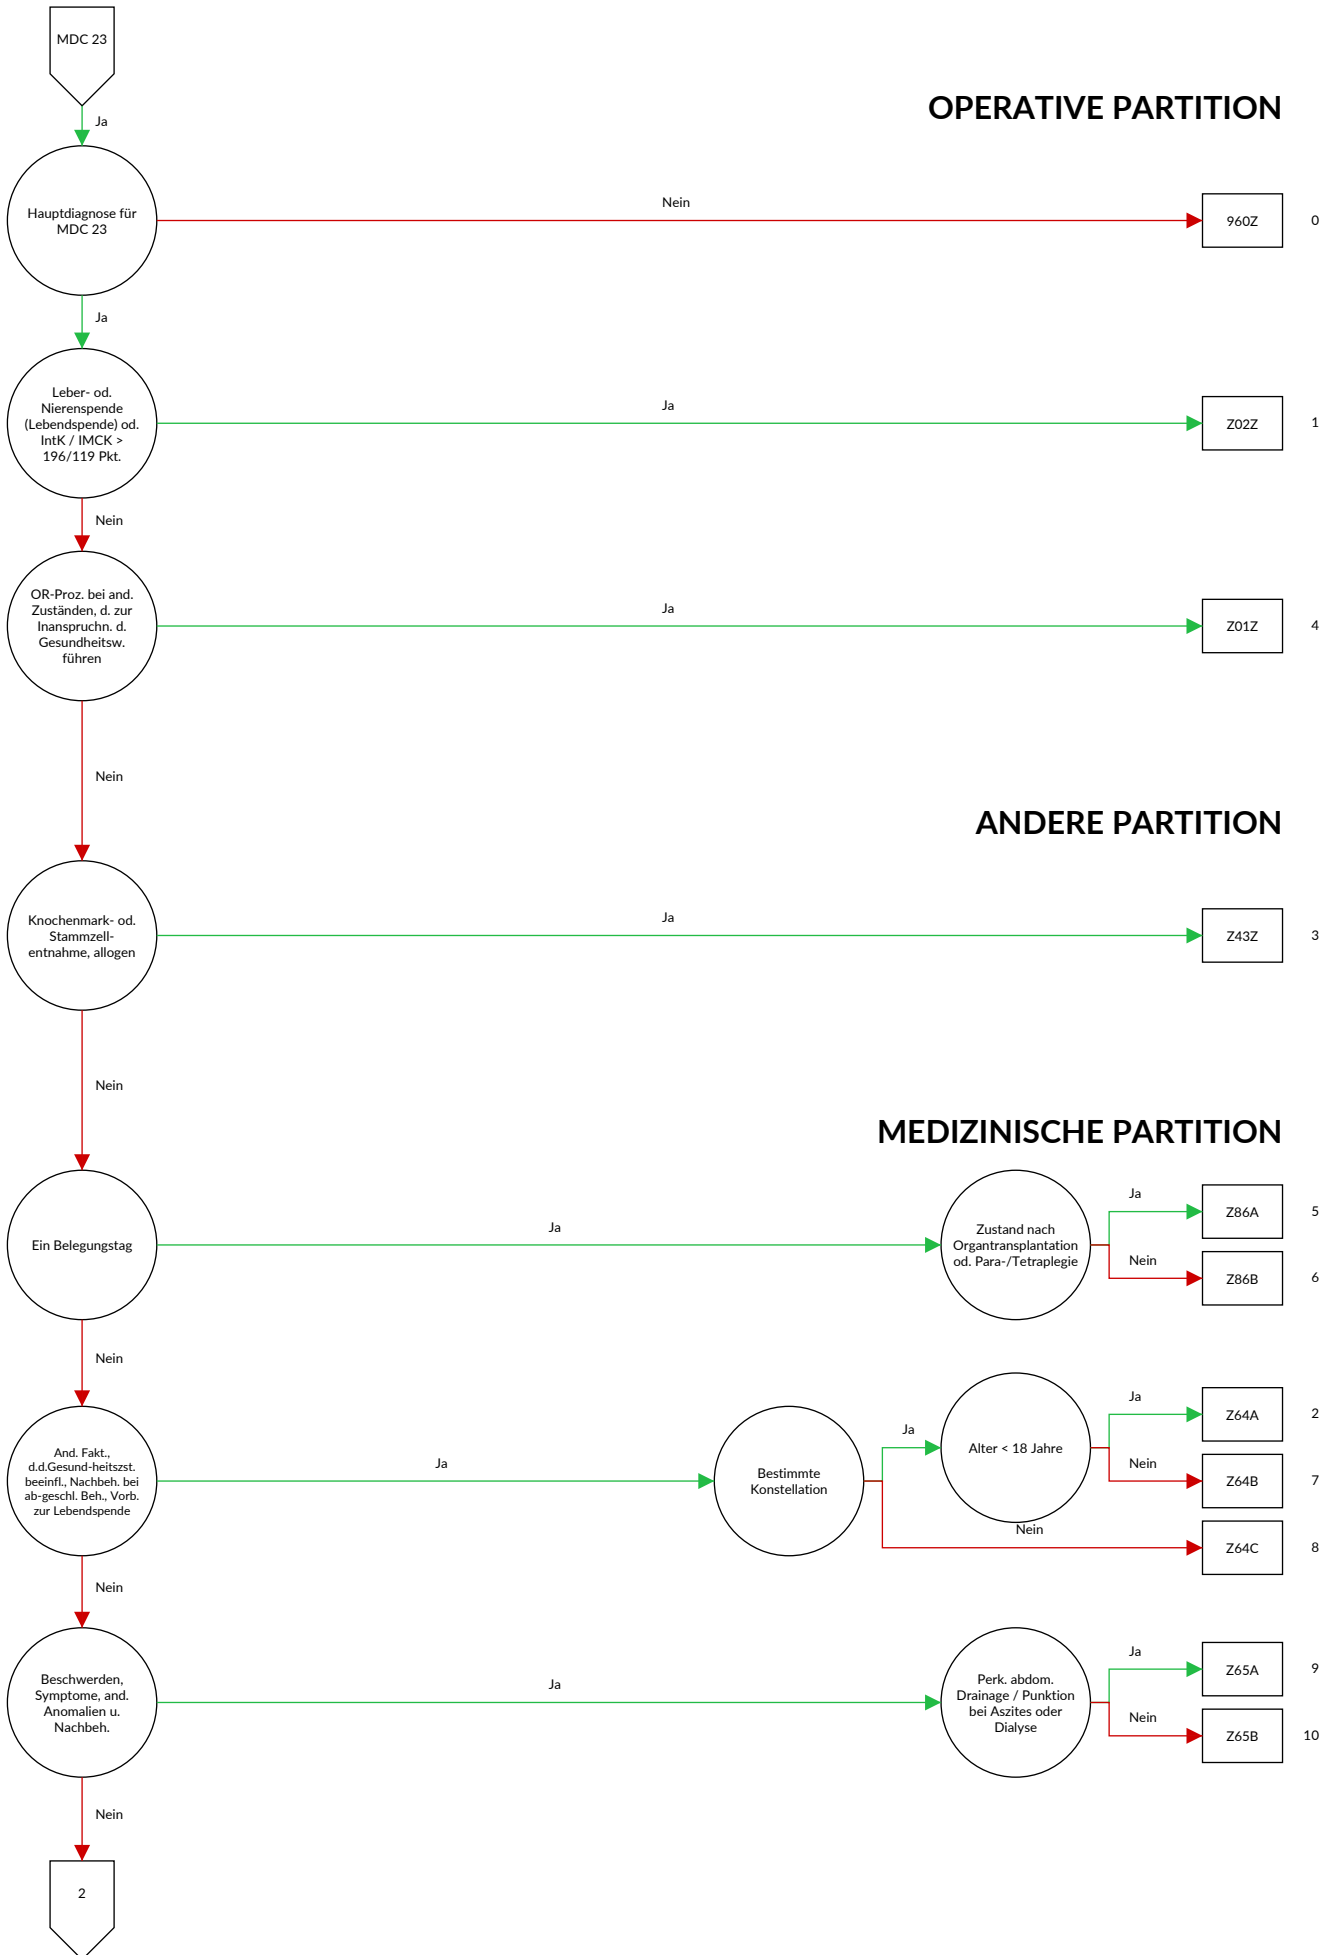 MDC 23
Ja
OPERATIVE PARTITION
Hauptdiagnose für
MDC 23
Nein
960Z
0
Ja
Leber- od.
Nierenspende
(Lebendspende) od.
IntK / IMCK >
196/119 Pkt.
Ja
Z02Z
1
Nein
OR-Proz. bei and.
Zuständen, d. zur
Inanspruchn. d.
Gesundheitsw.
führen
Ja
Z01Z
4
Nein
ANDERE PARTITION
Knochenmark- od.
Stammzell-
entnahme, allogen
Ja
Z43Z
3
Nein
MEDIZINISCHE PARTITION
Ein Belegungstag
Ja
Zustand nach
Organtransplantation
od. Para-/Tetraplegie
Ja
Z86A
5
Nein
Z86B
6
Nein
And. Fakt.,
d.d.Gesund-heitszst.
beeinfl., Nachbeh. bei
ab-geschl. Beh., Vorb.
zur Lebendspende
Ja
Bestimmte
Konstellation
Ja
Alter < 18 Jahre
Ja
Z64A
2
Nein
Z64B
7
Nein
Z64C
8
Nein
Beschwerden,
Symptome, and.
Anomalien u.
Nachbeh.
Ja
Perk. abdom.
Drainage / Punktion
bei Aszites oder
Dialyse
Ja
Z65A
9
Nein
Z65B
10
Nein
2